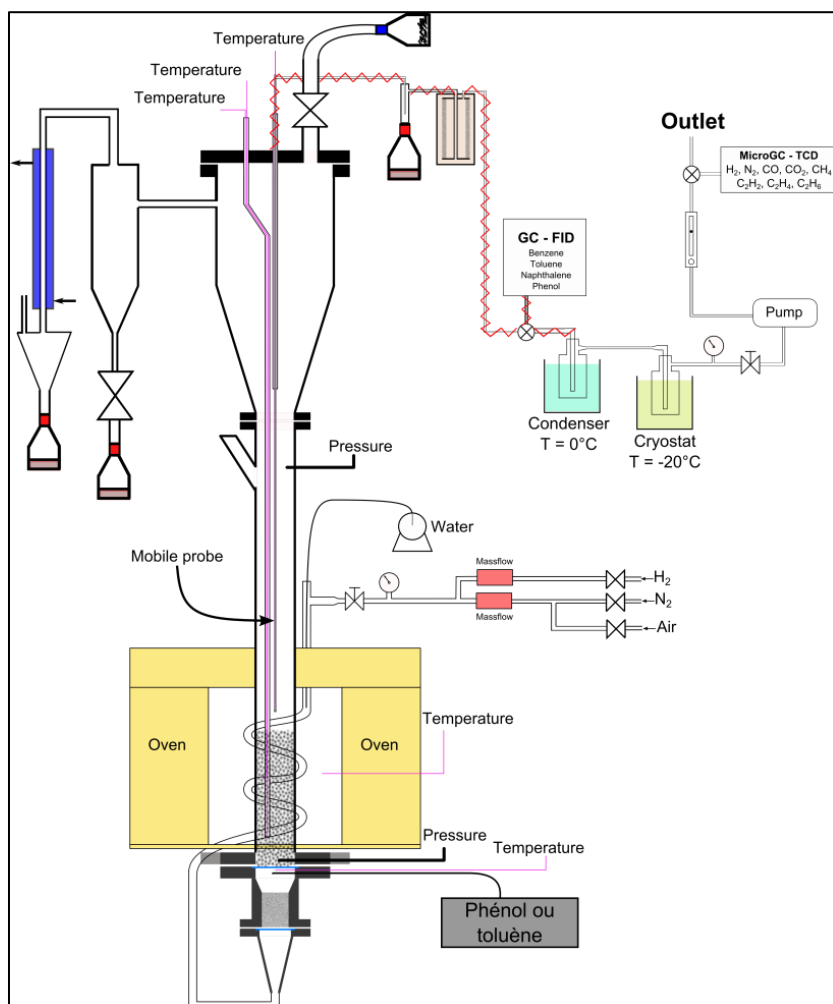 Temperature
Temperature
Temperature
Outlet
MicroGC - TCD
H₂, N₂, CO, CO₂, CH₄
C₂H₂, C₂H₄, C₂H₆
GC - FID
Benzene
Toluene
Naphthalene
Phenol
Pump
Condenser
T = 0°C
Cryostat
T = -20°C
Pressure
Water
Mobile probe
Massflow
H₂
N₂
Massflow
Air
Temperature
Oven
Oven
Pressure
Temperature
Phénol ou
toluène